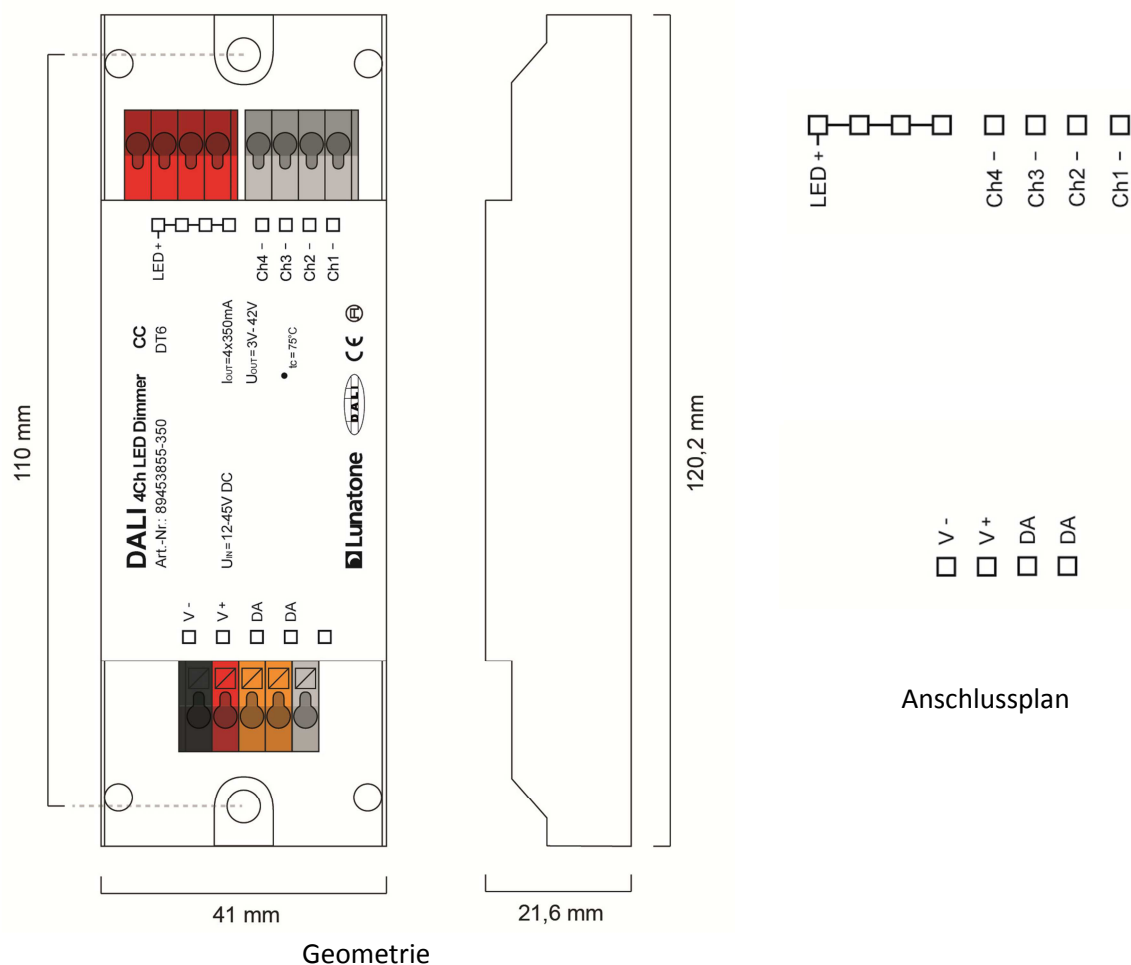 LED +
Ch4 –
Ch3 –
Ch2 –
Ch1 –
DALI 4Ch LED Dimmer CC
Art.-Nr.: 89453855-350 DT6
UIN=12-45V DC
IOUT=4x350mA
UOUT=3V-42V
tc=75°C
Lunatone
DALI
CE
V -
V +
DA
DA
110 mm
41 mm
120,2 mm
21,6 mm
Geometrie
LED +
Ch4 –
Ch3 –
Ch2 –
Ch1 –
V -
V +
DA
DA
Anschlussplan